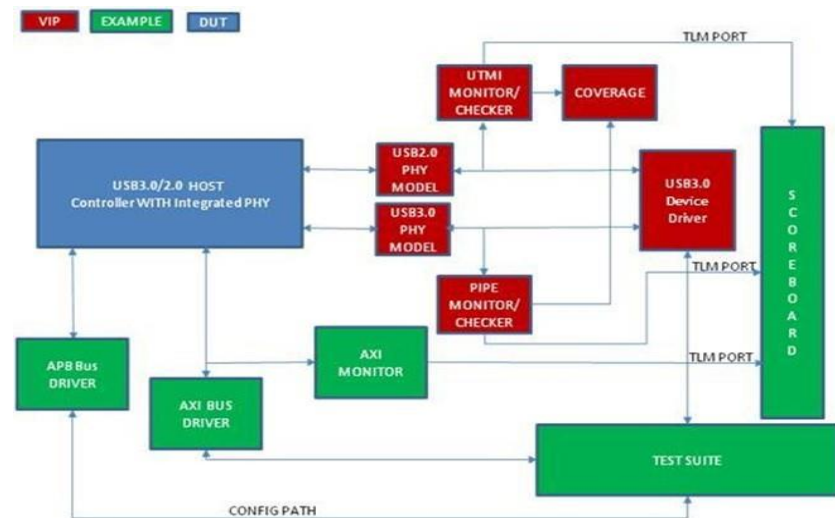 VIP
EXAMPLE
DUT
TLM PORT
UTMI
MONITOR/
CHECKER
COVERAGE
USB3.0/2.0 HOST
Controller WITH Integrated PHY
USB2.0
PHY
MODEL
USB3.0
PHY
MODEL
USB3.0
Device
Driver
SCOREBOARD
TLM PORT
PIPE
MONITOR/
CHECKER
APB Bus
DRIVER
AXI BUS
DRIVER
AXI
MONITOR
TLM PORT
TEST SUITE
CONFIG PATH